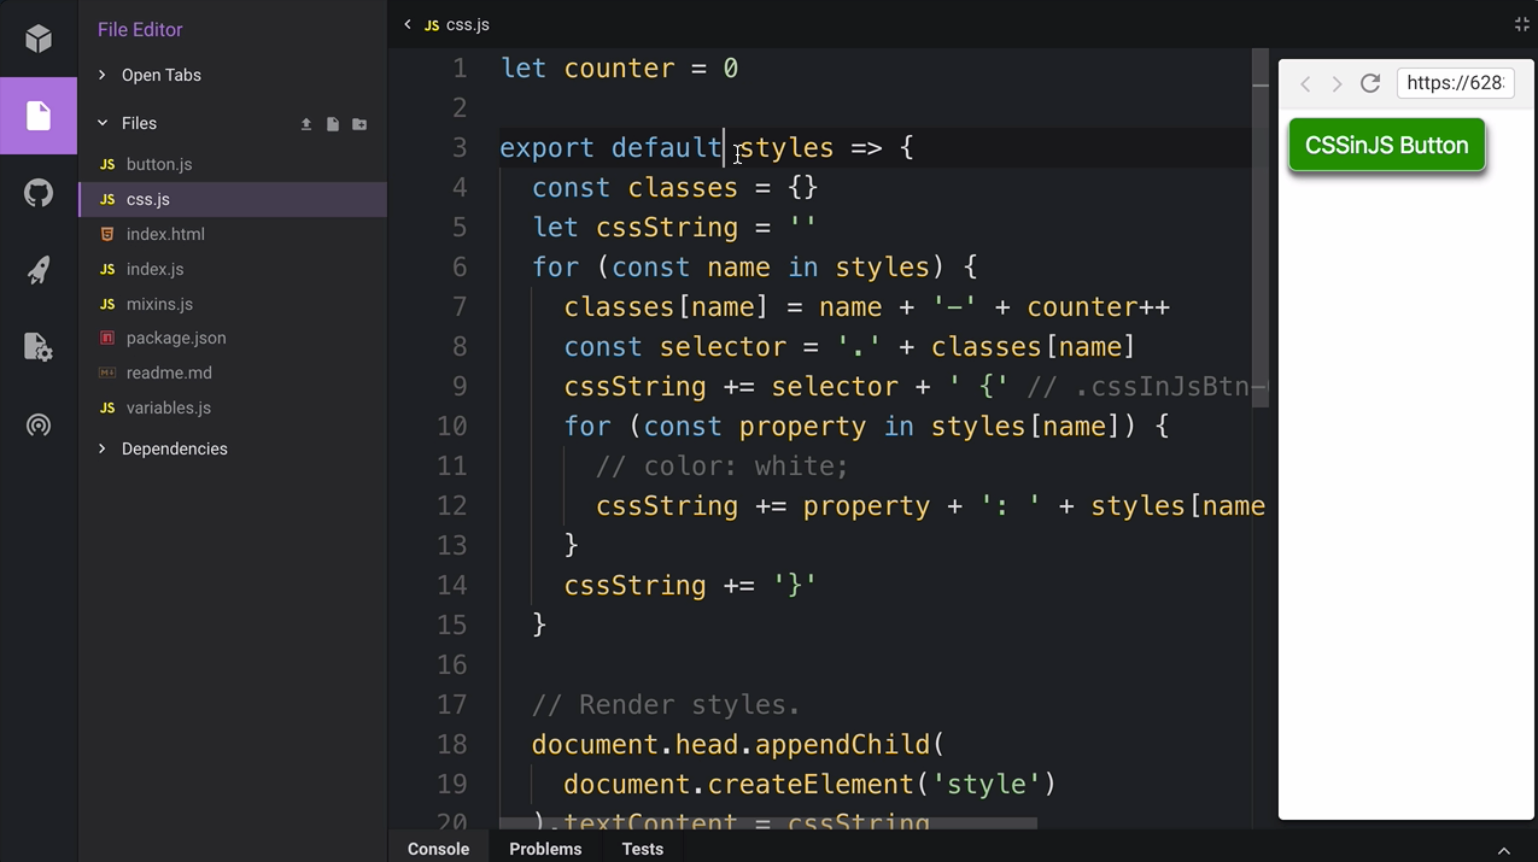 File Editor
Open Tabs
Files
JS button.js
JS css.js
index.html
JS index.js
JS mixins.js
package.json
M↓ readme.md
JS variables.js
Dependencies
JS css.js
1 let counter = 0
2
3 export default styles => {
4 const classes = {}
5 let cssString = ''
6 for (const name in styles) {
7 classes[name] = name + '-' + counter++
8 const selector = '.' + classes[name]
9 cssString += selector + ' {' // .cssInJsBtn-
10 for (const property in styles[name]) {
11 // color: white;
12 cssString += property + ': ' + styles[name
13 }
14 cssString += '}'
15 }
16
17 // Render styles.
18 document.head.appendChild(
19 document.createElement('style')
20 ).textContent = cssString
Console Problems Tests
https://628
CSSinJS Button